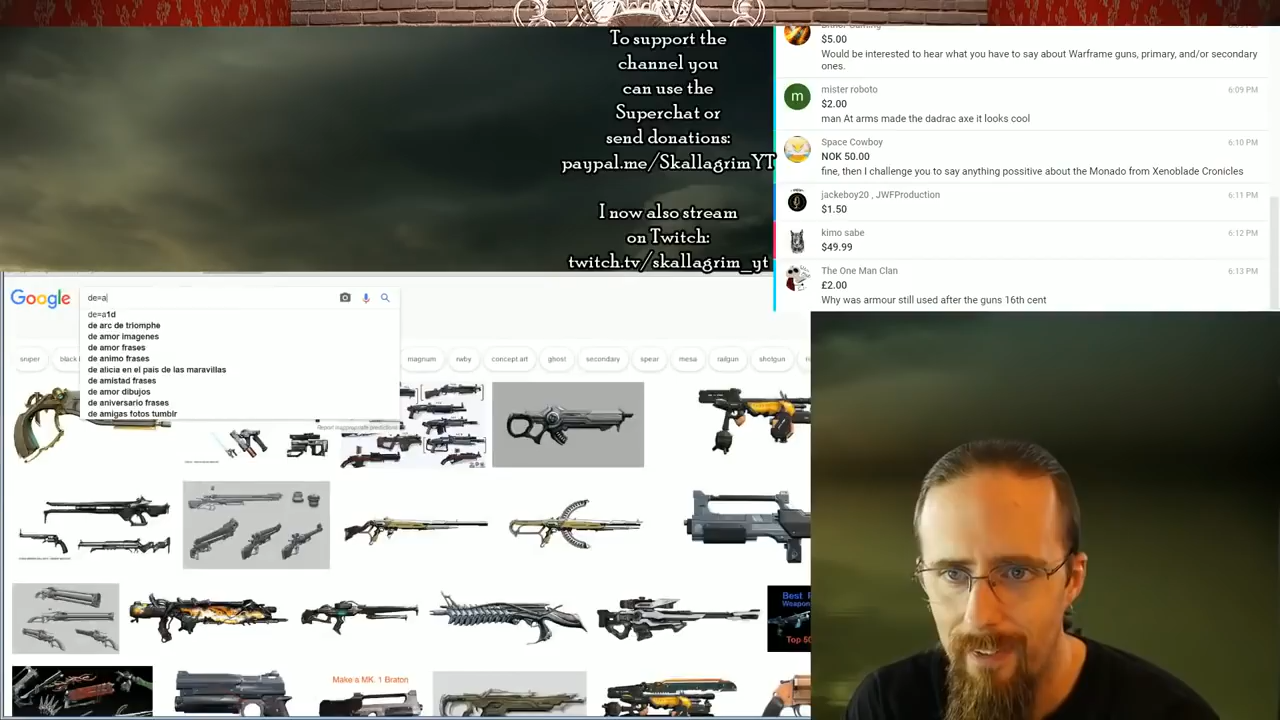 To support the
channel you
can use the
Superchat or
send donations:
paypal.me/SkallagrimYT
I now also stream
on Twitch:
twitch.tv/skallagrim_yt
$5.00
Would be interested to hear what you have to say about Warframe guns, primary, and/or secondary
ones.
m
mister roboto
6:09 PM
$2.00
man At arms made the dadrac axe it looks cool
Space Cowboy
6:10 PM
NOK 50.00
fine, then I challenge you to say anything possitive about the Monado from Xenoblade Cronicles
jackeboy20 , JWFProduction
6:11 PM
$1.50
kimo sabe
6:12 PM
$49.99
The One Man Clan
6:13 PM
£2.00
Why was armour still used after the guns 16th cent
Google
de=a
de=a1d
de arc de triomphe
de amor imagenes
de amor frases
de animo frases
de alicia en el pais de las maravillas
de amistad frases
de amor dibujos
de aniversario frases
de amigas fotos tumblr
Report inappropriate predictions
sniper
black
magnum
rwby
concept art
ghost
secondary
spear
mesa
railgun
shotgun
Best
Weapon
Top 50
Make a MK. 1 Braton